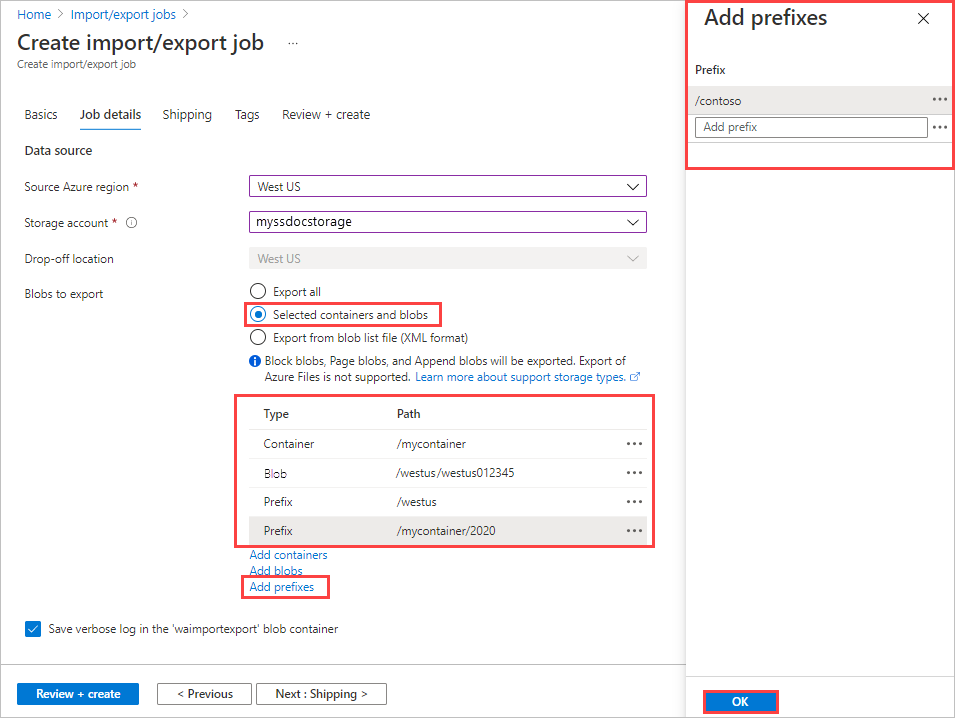 Home > Import/export jobs >
Create import/export job ...
Create import/export job
Basics Job details Shipping Tags Review + create
Data source
Source Azure region * West US
Storage account * myssdocstorage
Drop-off location West US
Blobs to export
Export all
Selected containers and blobs
Export from blob list file (XML format)
Block blobs, Page blobs, and Append blobs will be exported. Export of
Azure Files is not supported. Learn more about support storage types.
Type Path
Container /mycontainer
Blob /westus/westus012345
Prefix /westus
Prefix /mycontainer/2020
Add containers
Add blobs
Add prefixes
Save verbose log in the 'waimportexport' blob container
Review + create < Previous Next : Shipping >
Add prefixes
Prefix
/contoso
Add prefix
OK